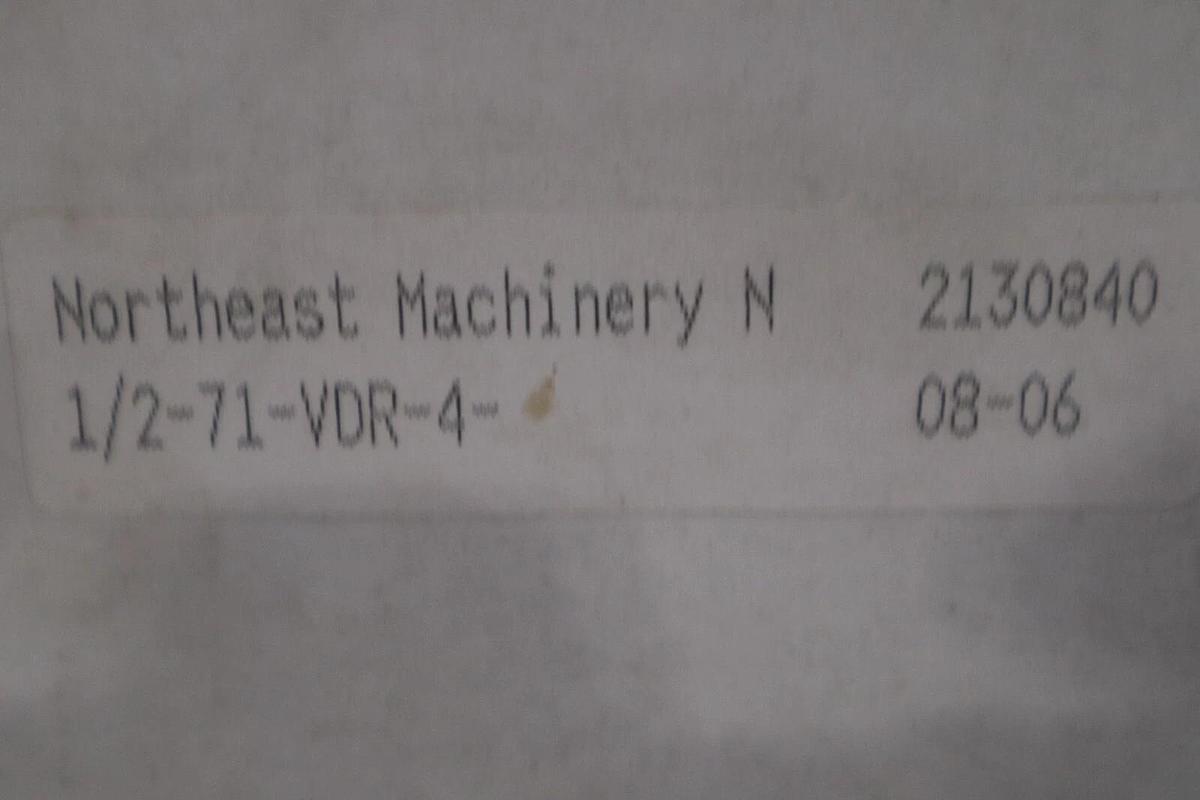 Northeast Machinery N 2130840
1/2-71-VDR-4- 08-06